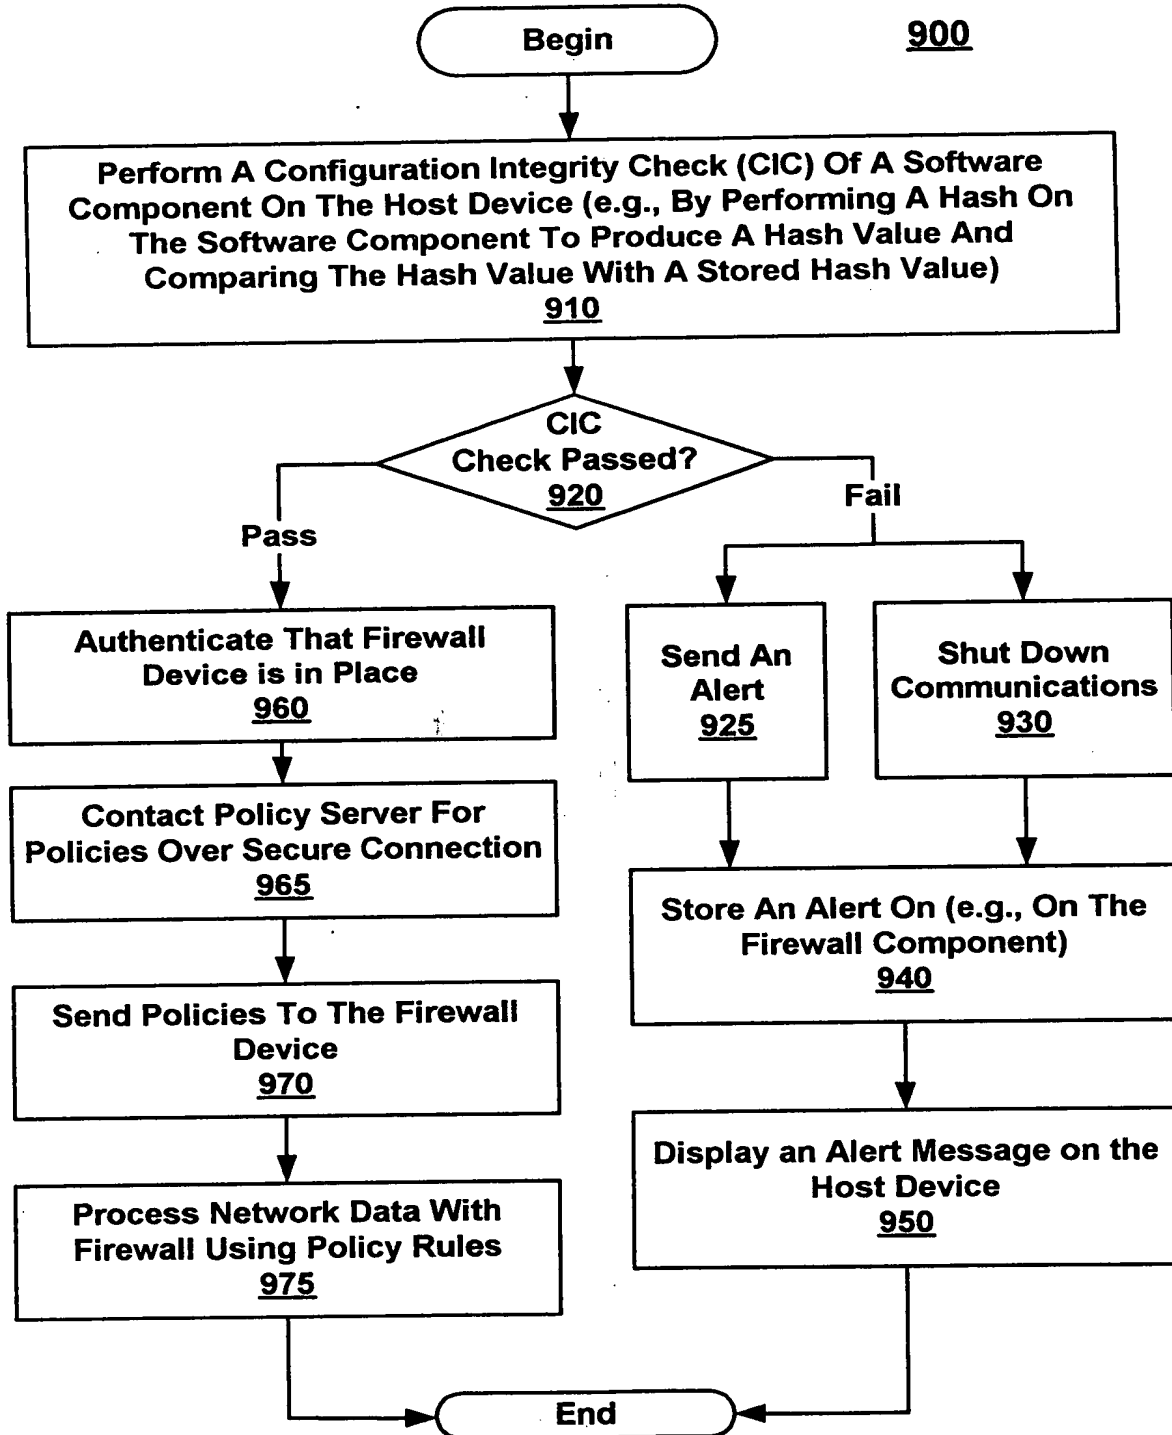 Begin
900
Perform A Configuration Integrity Check (CIC) Of A Software
Component On The Host Device (e.g., By Performing A Hash On
The Software Component To Produce A Hash Value And
Comparing The Hash Value With A Stored Hash Value)
910
CIC
Check Passed?
920
Pass
Fail
Authenticate That Firewall
Device is in Place
960
Contact Policy Server For
Policies Over Secure Connection
965
Send Policies To The Firewall
Device
970
Process Network Data With
Firewall Using Policy Rules
975
Send An
Alert
925
Shut Down
Communications
930
Store An Alert On (e.g., On The
Firewall Component)
940
Display an Alert Message on the
Host Device
950
End